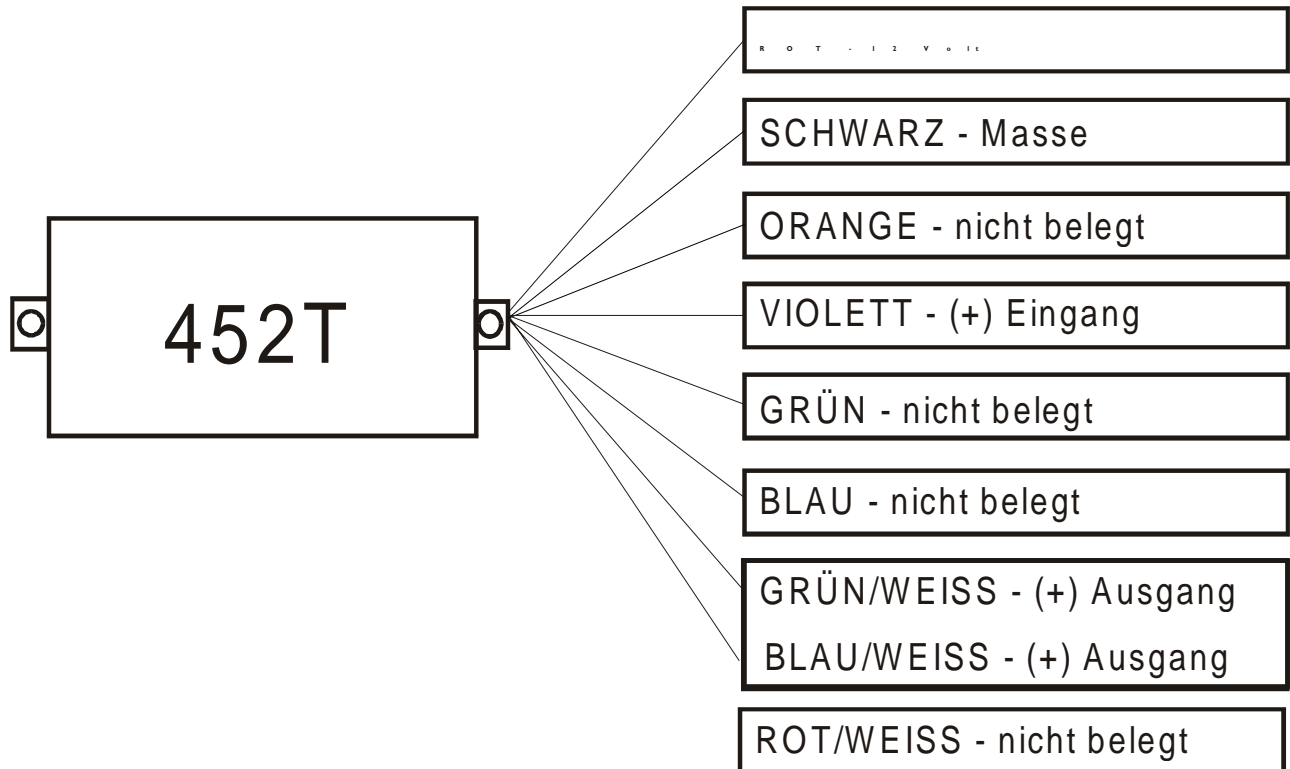 ROT - 12 Volt
SCHWARZ - Masse
ORANGE - nicht belegt
452T
VIOLETT - (+) Eingang
GRÜN - nicht belegt
BLAU - nicht belegt
GRÜN/WEISS - (+) Ausgang
BLAU/WEISS - (+) Ausgang
ROT/WEISS - nicht belegt